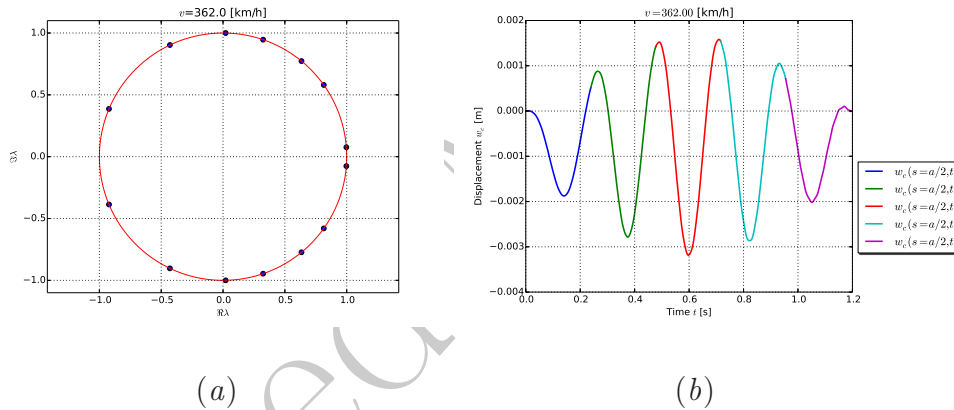 v=362.0 [km/h]
1.0
0.5
0.0
−0.5
−1.0
ℑλ
−1.0 −0.5 0.0 0.5 1.0
ℜλ
(a)
v=362.00 [km/h]
0.002
0.001
0.000
−0.001
−0.002
−0.003
−0.004
Displacement w_c [m]
0.0 0.2 0.4 0.6 0.8 1.0 1.2
Time t [s]
w_c(s=a/2,t
w_c(s=a/2,t
w_c(s=a/2,t
w_c(s=a/2,t
w_c(s=a/2,t
(b)